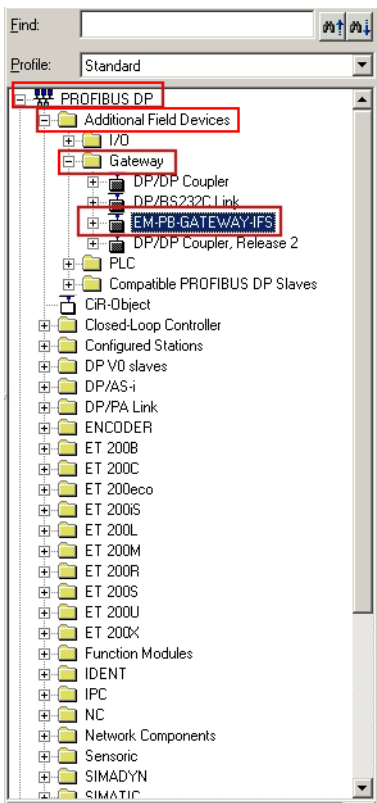 Find:
Profile: Standard
PROFIBUS DP
Additional Field Devices
I/O
Gateway
DP/DP Coupler
DP/RS232C Link
EM-PB-GATEWAY-IFS
DP/DP Coupler, Release 2
PLC
Compatible PROFIBUS DP Slaves
CiR-Object
Closed-Loop Controller
Configured Stations
DP V0 slaves
DP/AS-i
DP/PA Link
ENCODER
ET 200B
ET 200C
ET 200eco
ET 200iS
ET 200L
ET 200M
ET 200R
ET 200S
ET 200U
ET 200X
Function Modules
IDENT
IPC
NC
Network Components
Sensoric
SIMADYN
SIMATIC